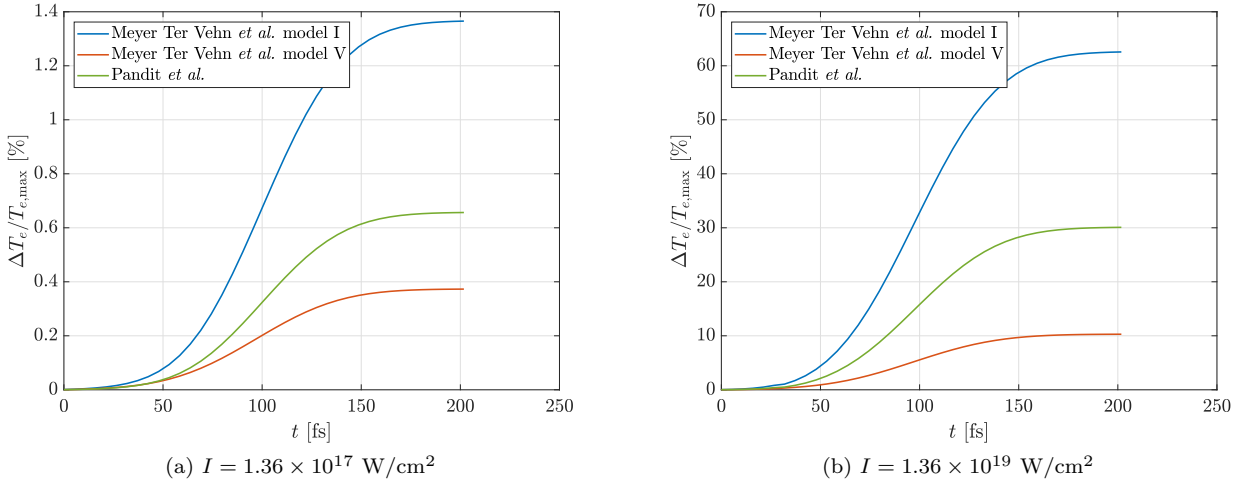 1.4
1.2
1
0.8
0.6
0.4
0.2
0
ΔT_e/T_{e,max} [%]
Meyer Ter Vehn et al. model I
Meyer Ter Vehn et al. model V
Pandit et al.
0 50 100 150 200 250
t [fs]
(a) I = 1.36 × 10^{17} W/cm^2
70
60
50
40
30
20
10
0
ΔT_e/T_{e,max} [%]
Meyer Ter Vehn et al. model I
Meyer Ter Vehn et al. model V
Pandit et al.
0 50 100 150 200 250
t [fs]
(b) I = 1.36 × 10^{19} W/cm^2